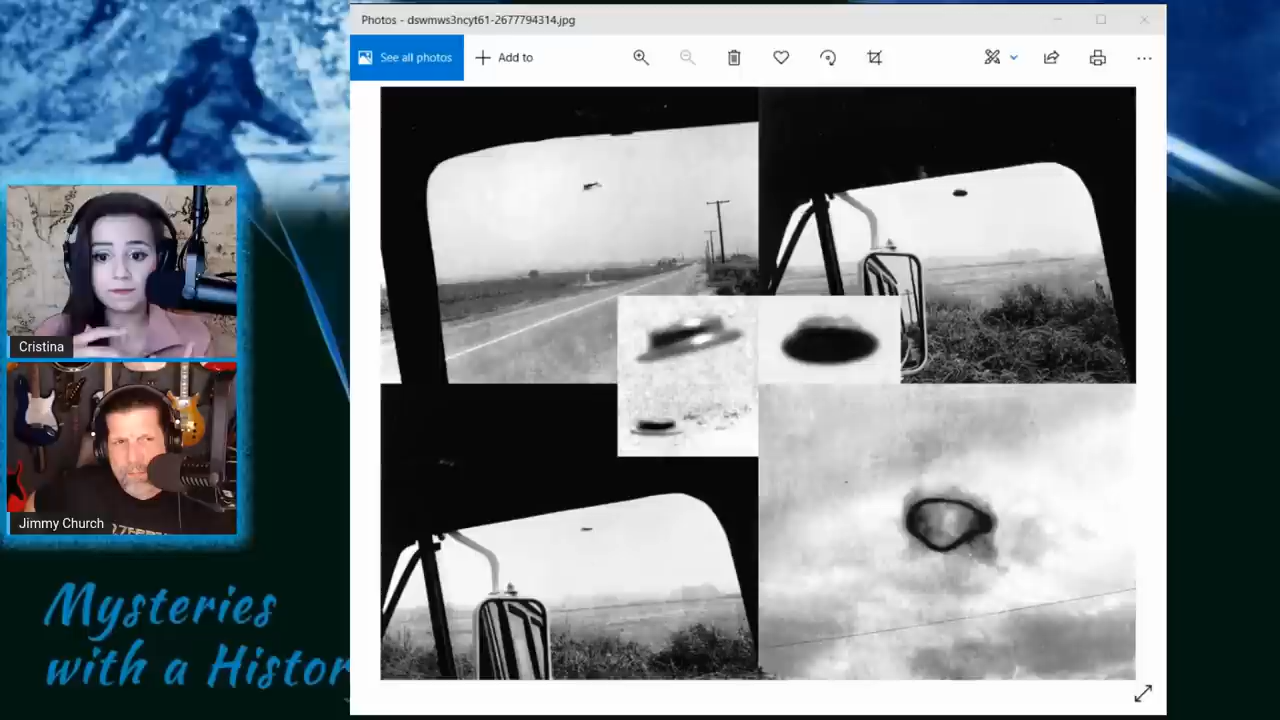 Photos - dswmws3ncyt61-2677794314.jpg
See all photos
Add to
Cristina
Jimmy Church
Mysteries
with a Histor